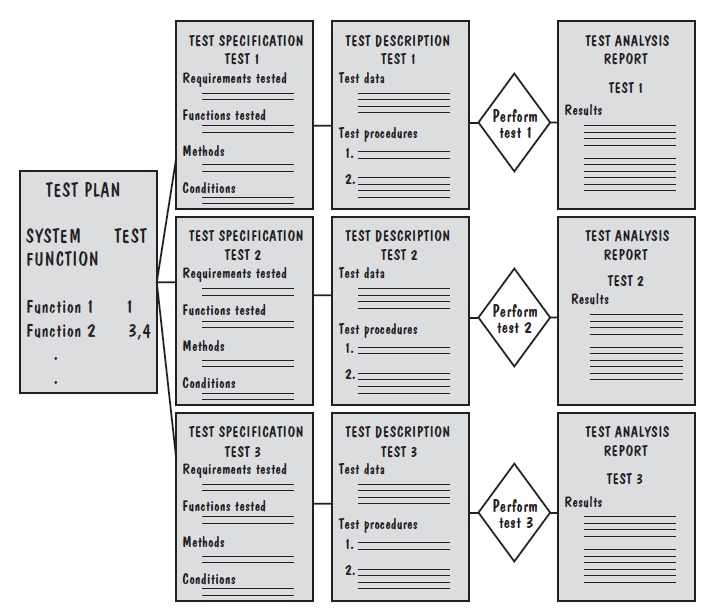 TEST PLAN
SYSTEM TEST
FUNCTION
Function 1 1
Function 2 3,4
.
.
TEST SPECIFICATION
TEST 1
Requirements tested
Functions tested
Methods
Conditions
TEST DESCRIPTION
TEST 1
Test data
Test procedures
1.
2.
Perform
test 1
TEST ANALYSIS
REPORT
TEST 1
Results
TEST SPECIFICATION
TEST 2
Requirements tested
Functions tested
Methods
Conditions
TEST DESCRIPTION
TEST 2
Test data
Test procedures
1.
2.
Perform
test 2
TEST ANALYSIS
REPORT
TEST 2
Results
TEST SPECIFICATION
TEST 3
Requirements tested
Functions tested
Methods
Conditions
TEST DESCRIPTION
TEST 3
Test data
Test procedures
1.
2.
Perform
test 3
TEST ANALYSIS
REPORT
TEST 3
Results